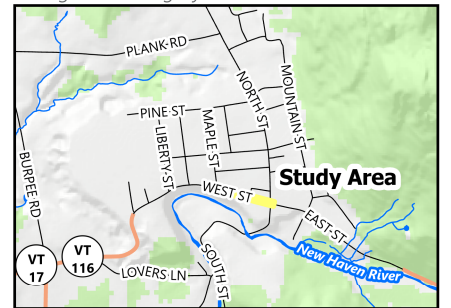 PLANK RD
NORTH ST
MOUNTAIN ST
PINE ST
LIBERTY ST
MAPLE ST
BURPEE RD
Study Area
WEST ST
EAST ST
VT
17
VT
116
LOVERS LN
SOUTH ST
New Haven River